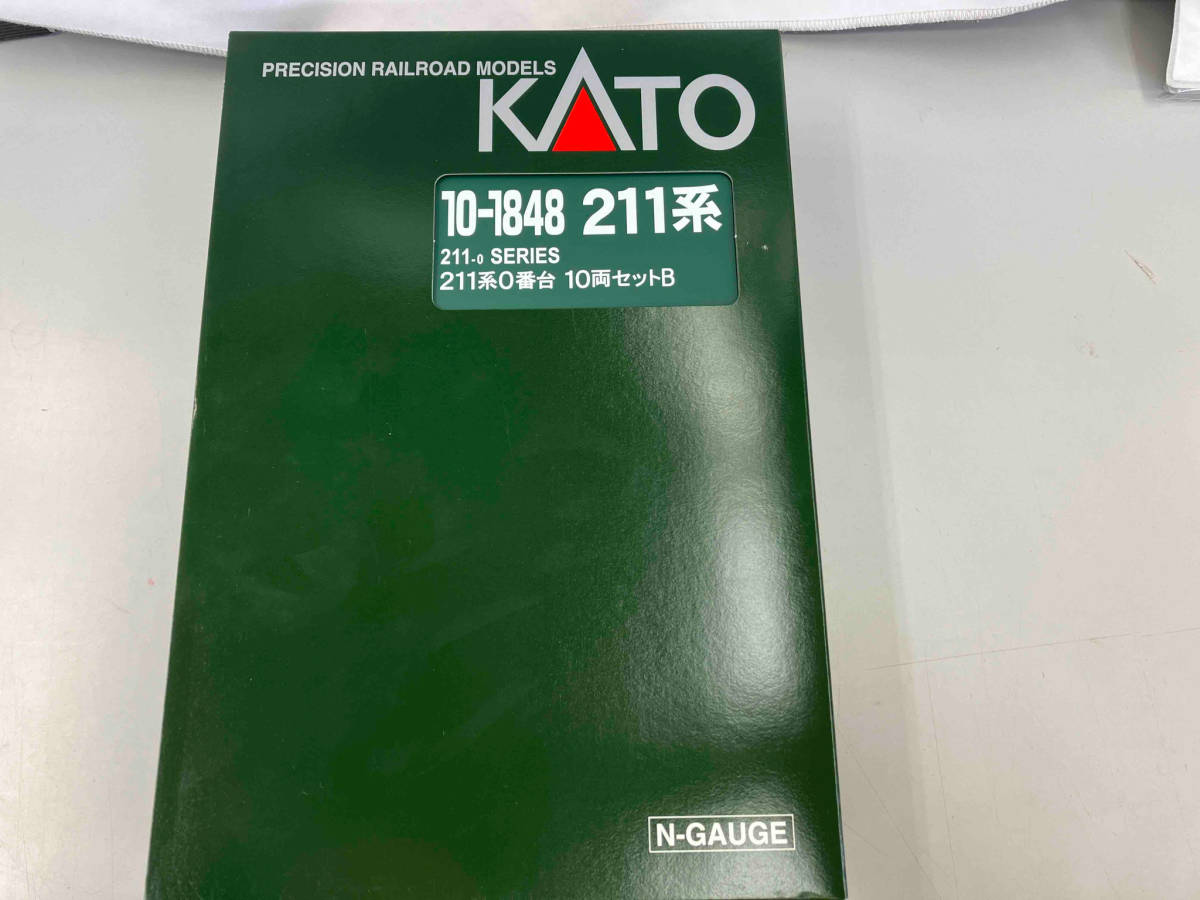 PRECISION RAILROAD MODELS
KATO
10-1848 211系
211-0 SERIES
211系0番台 10両セットB
N-GAUGE